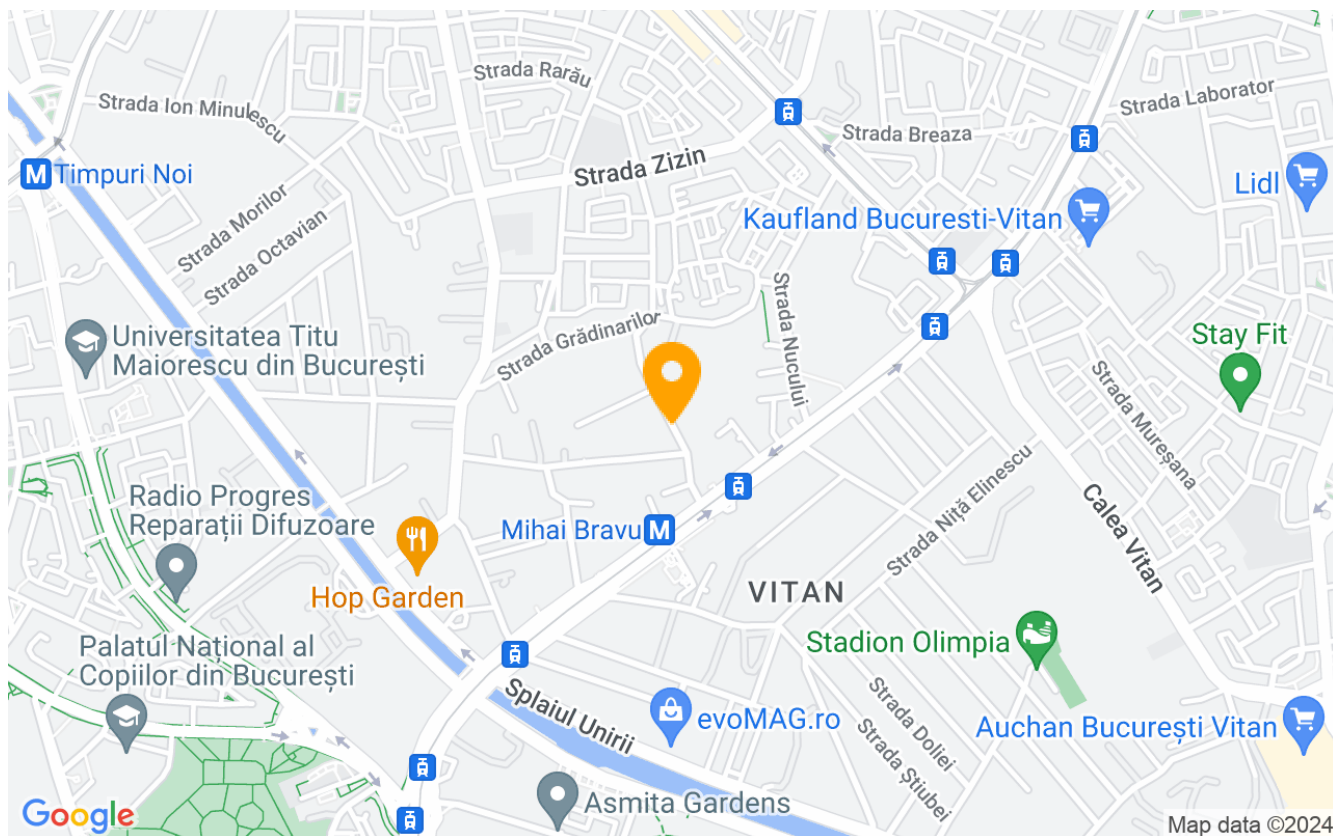 Strada Rarău
Strada Ion Minulescu
Strada Laborator
Strada Breaza
M Timpuri Noi
Strada Zizin
Lidl
Strada Morilor
Kaufland Bucuresti-Vitan
Strada Octavian
Strada Nucului
Universitatea Titu
Maiorescu din București
Strada Grădinarilor
Stay Fit
Strada Mureșana
Radio Progres
Reparații Difuzoare
Strada Niță Elinescu
Calea Vitan
Mihai Bravu M
Hop Garden
VITAN
Stadion Olimpia
Palatul Național al
Copiilor din București
Splaiul Unirii
evoMAG.ro
Strada Doliei
Strada Știubei
Auchan București Vitan
Asmita Gardens
Google
Map data ©2024